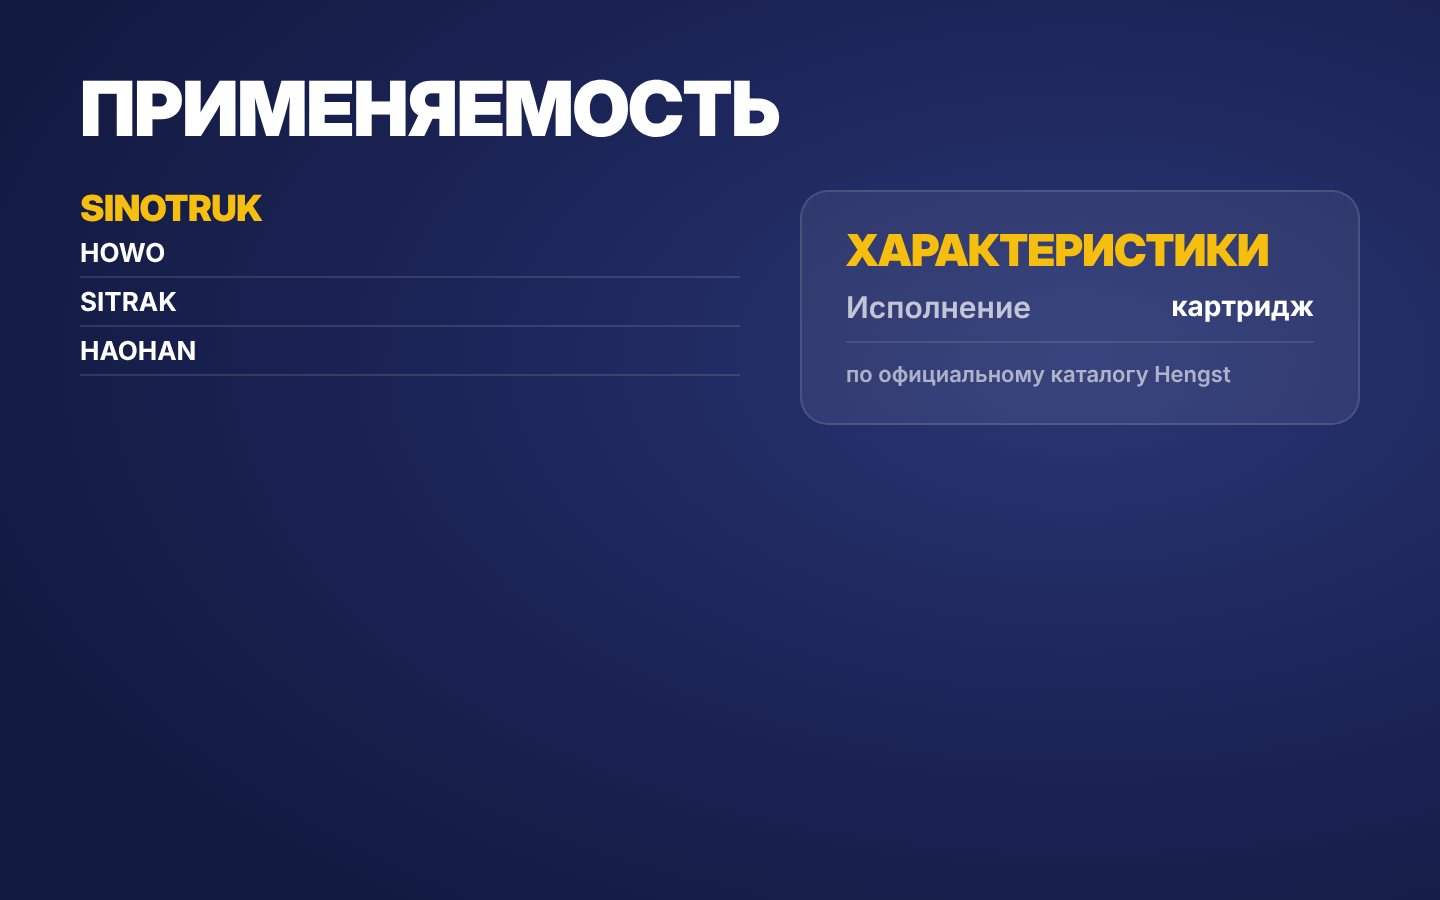 ПРИМЕНЯЕМОСТЬ
SINOTRUK
HOWO
SITRAK
HAOHAN
ХАРАКТЕРИСТИКИ
Исполнение картридж
по официальному каталогу Hengst